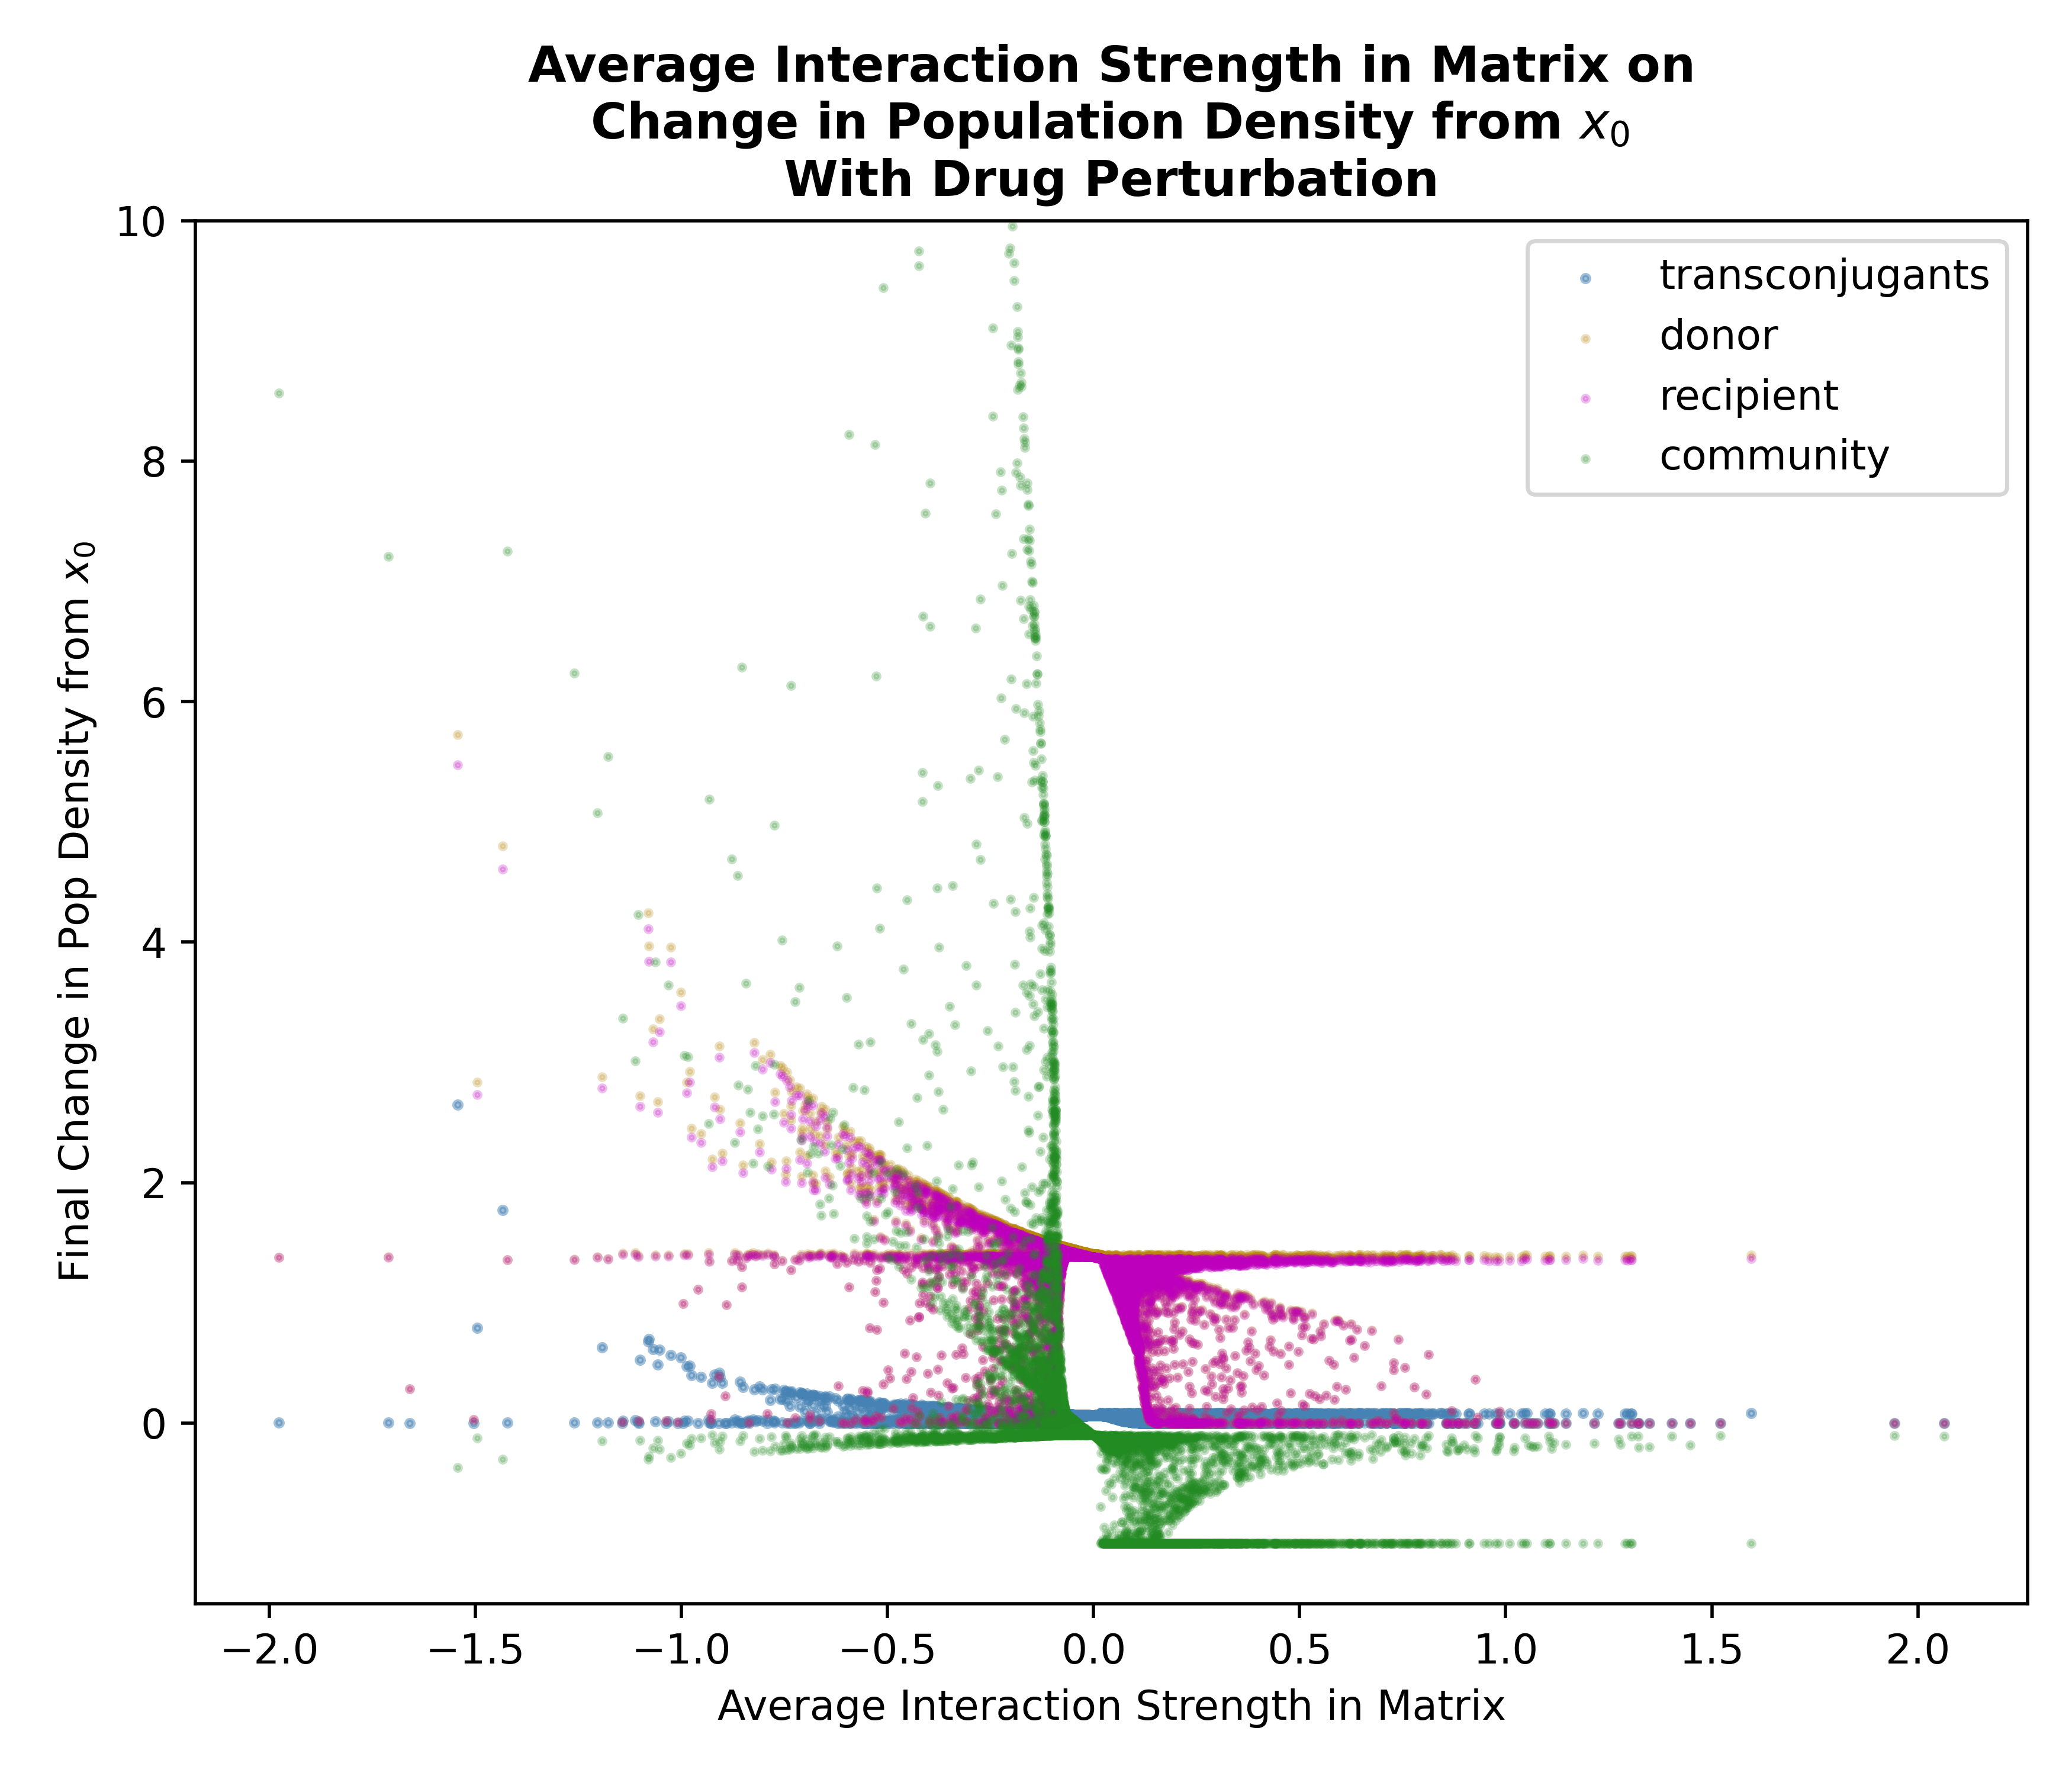 Average Interaction Strength in Matrix on
Change in Population Density from x₀
With Drug Perturbation
10
8
6
4
2
0
Final Change in Pop Density from x₀
transconjugants
donor
recipient
community
−2.0 −1.5 −1.0 −0.5 0.0 0.5 1.0 1.5 2.0
Average Interaction Strength in Matrix